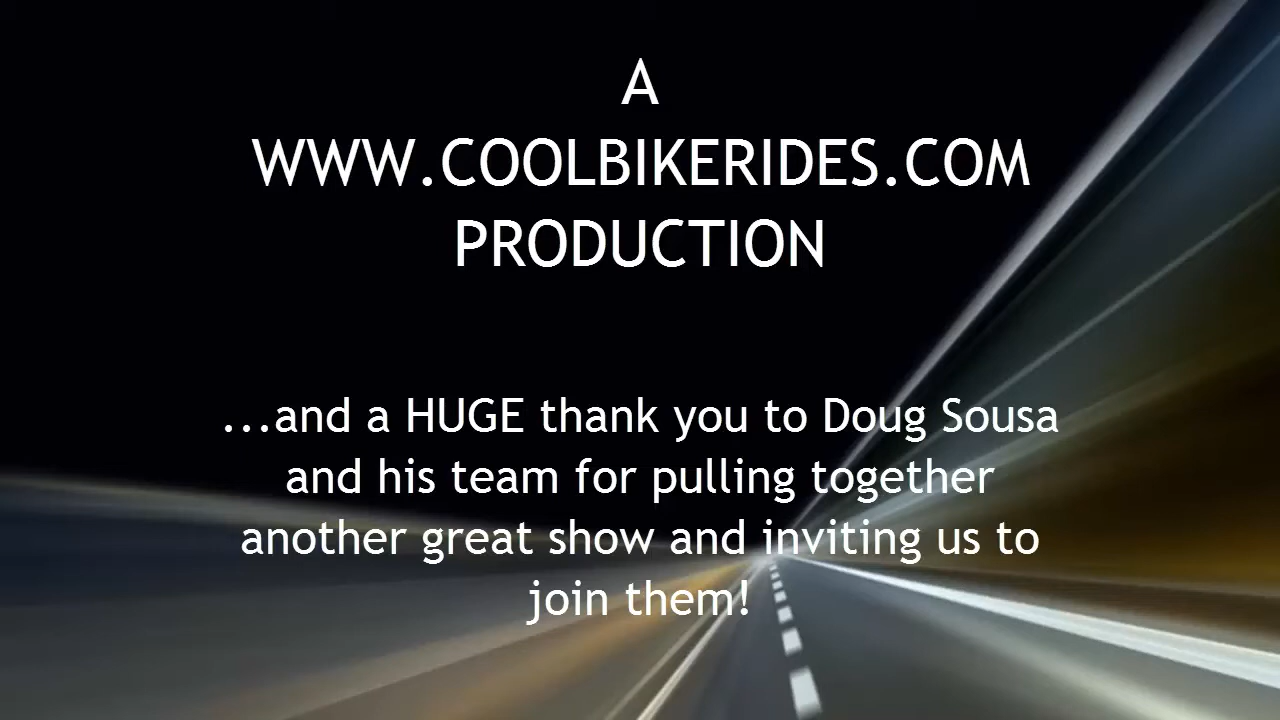 A
WWW.COOLBIKERIDES.COM
PRODUCTION
...and a HUGE thank you to Doug Sousa
and his team for pulling together
another great show and inviting us to
join them!